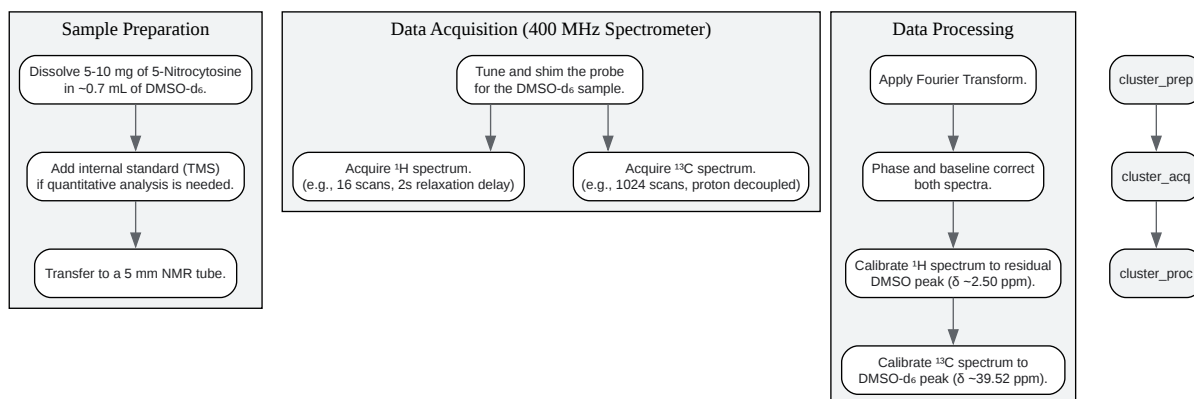 Sample Preparation
Dissolve 5-10 mg of 5-Nitrocytosine
in ~0.7 mL of DMSO-d₆.
Add internal standard (TMS)
if quantitative analysis is needed.
Transfer to a 5 mm NMR tube.
Data Acquisition (400 MHz Spectrometer)
Tune and shim the probe
for the DMSO-d₆ sample.
Acquire ¹H spectrum.
(e.g., 16 scans, 2s relaxation delay)
Acquire ¹³C spectrum.
(e.g., 1024 scans, proton decoupled)
Data Processing
Apply Fourier Transform.
Phase and baseline correct
both spectra.
Calibrate ¹H spectrum to residual
DMSO peak (δ ~2.50 ppm).
Calibrate ¹³C spectrum to
DMSO-d₆ peak (δ ~39.52 ppm).
cluster_prep
cluster_acq
cluster_proc